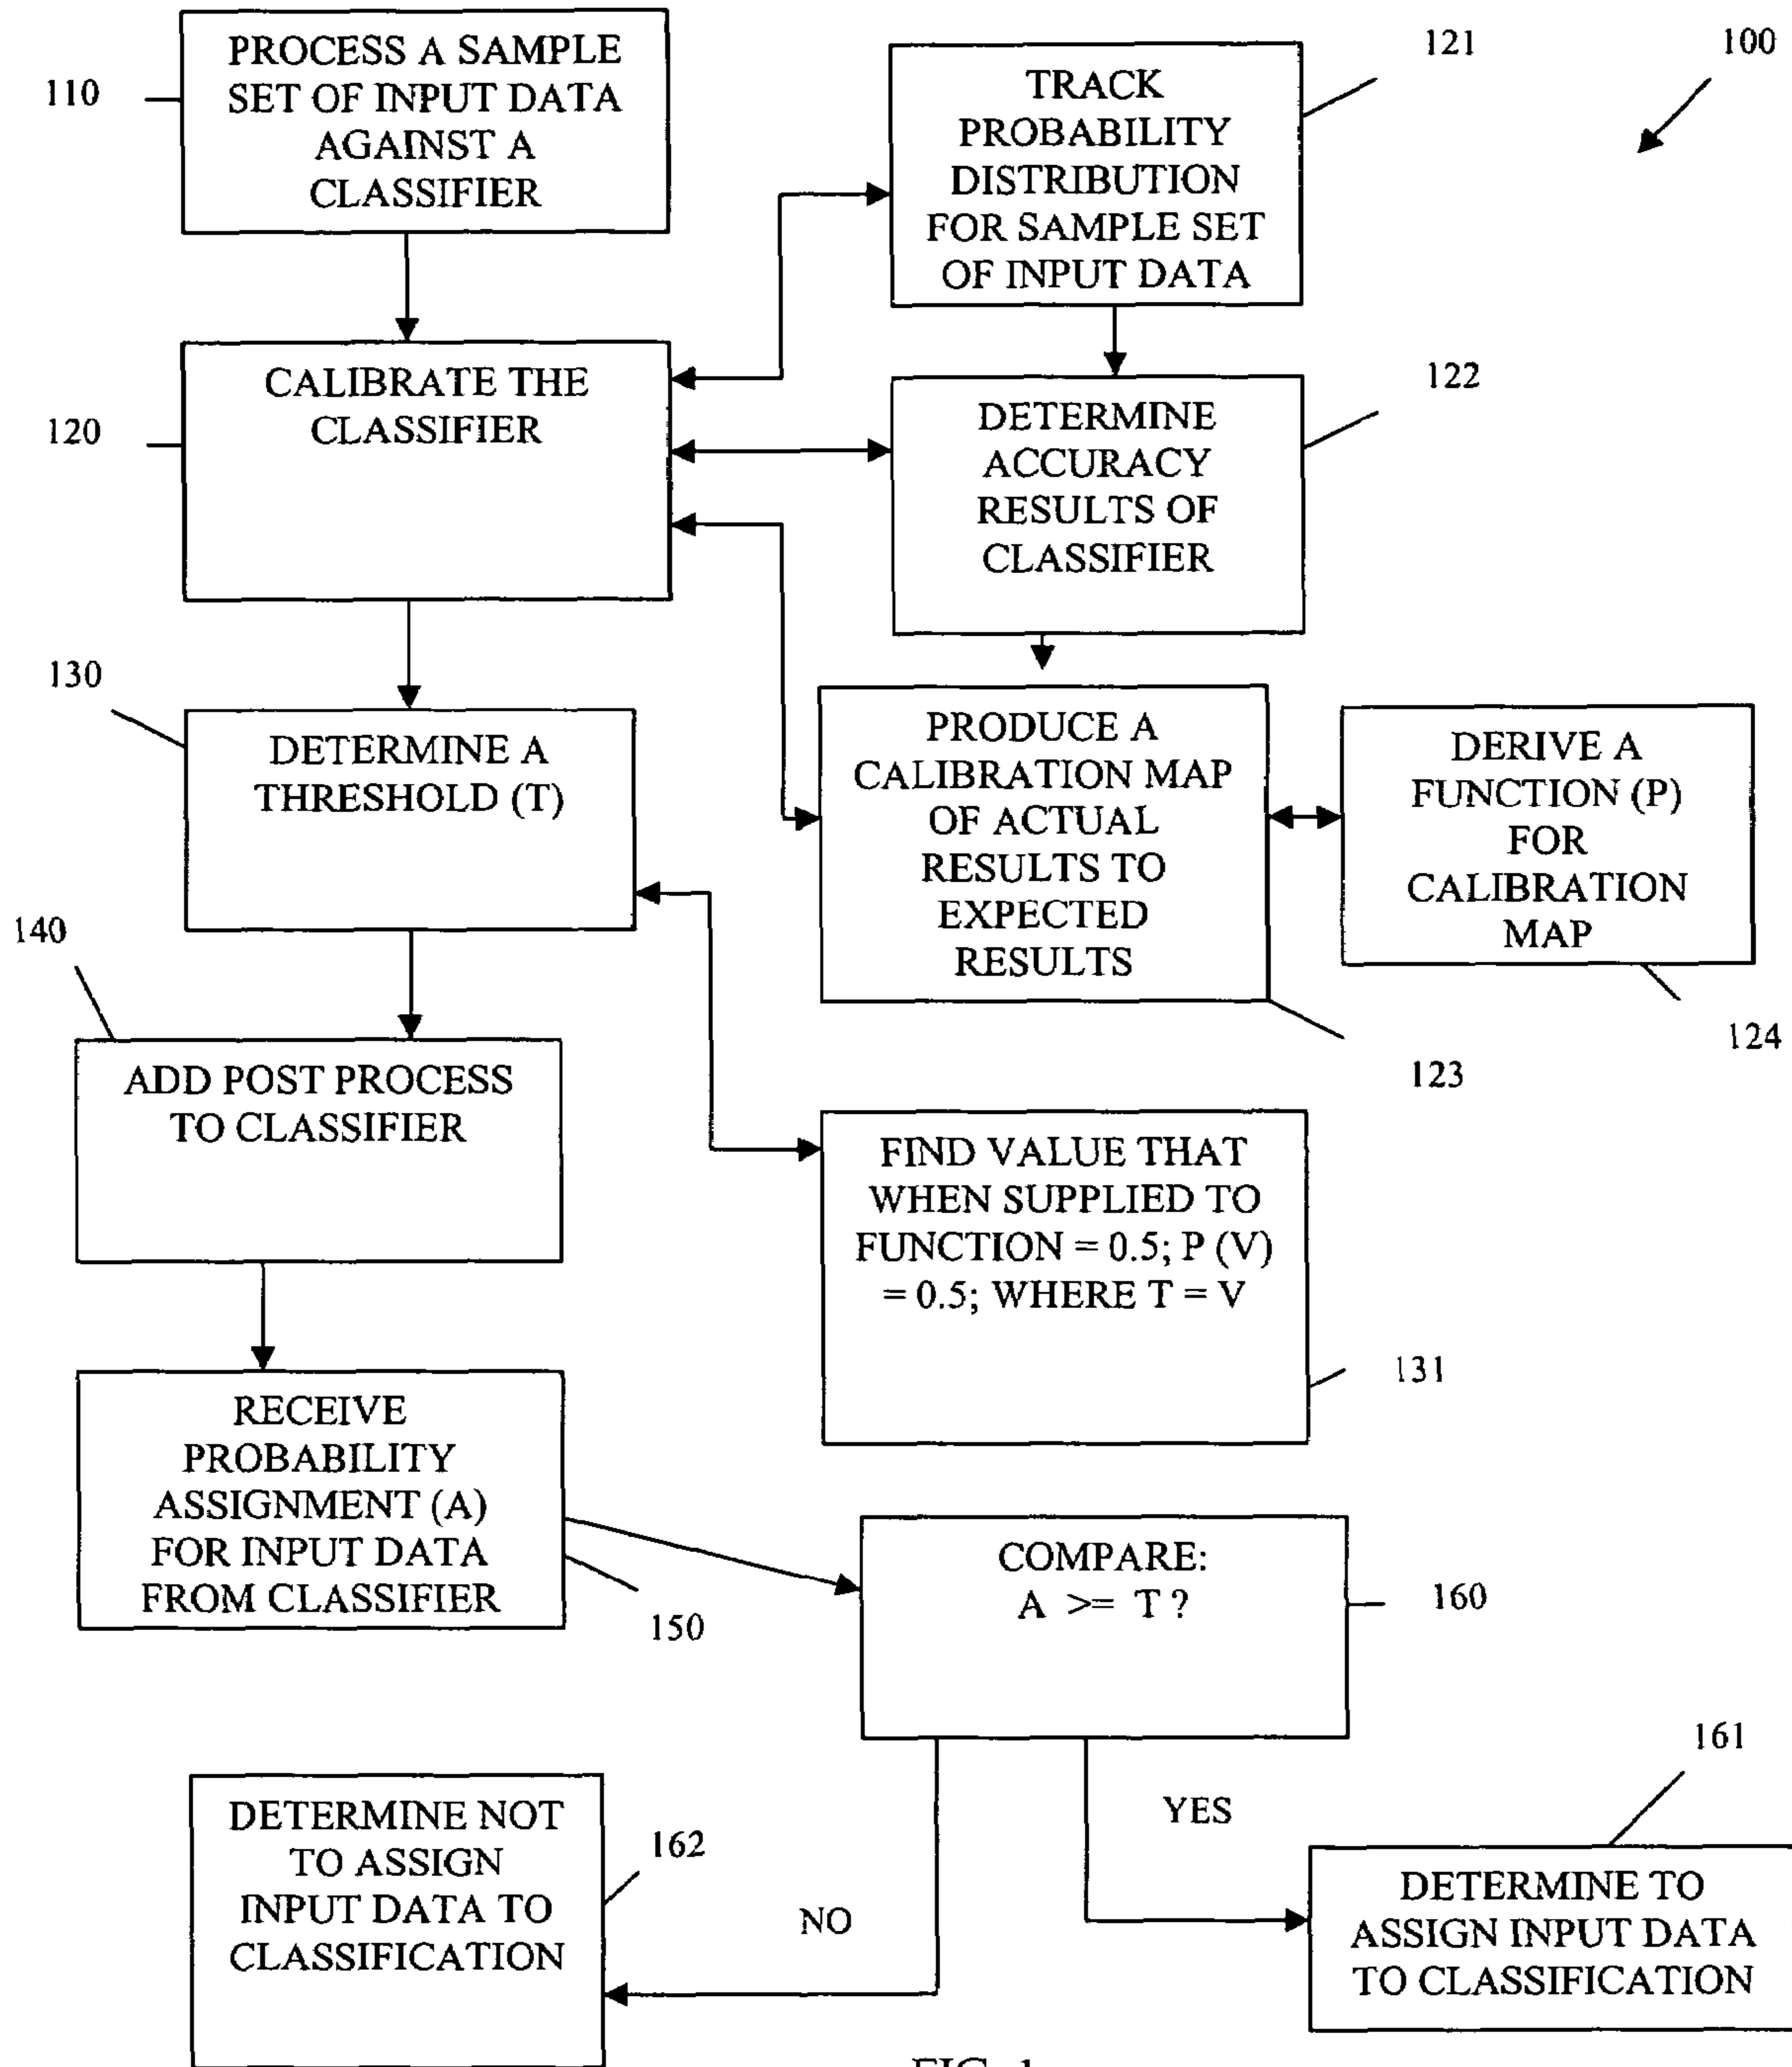 100
110
PROCESS A SAMPLE
SET OF INPUT DATA
AGAINST A
CLASSIFIER
121
TRACK
PROBABILITY
DISTRIBUTION
FOR SAMPLE SET
OF INPUT DATA
120
CALIBRATE THE
CLASSIFIER
122
DETERMINE
ACCURACY
RESULTS OF
CLASSIFIER
130
DETERMINE A
THRESHOLD (T)
PRODUCE A
CALIBRATION MAP
OF ACTUAL
RESULTS TO
EXPECTED
RESULTS
123
DERIVE A
FUNCTION (P)
FOR
CALIBRATION
MAP
124
140
ADD POST PROCESS
TO CLASSIFIER
FIND VALUE THAT
WHEN SUPPLIED TO
FUNCTION = 0.5; P (V)
= 0.5; WHERE T = V
131
RECEIVE
PROBABILITY
ASSIGNMENT (A)
FOR INPUT DATA
FROM CLASSIFIER
150
COMPARE:
A >= T ?
160
DETERMINE NOT
TO ASSIGN
INPUT DATA TO
CLASSIFICATION
162
NO
YES
161
DETERMINE TO
ASSIGN INPUT DATA
TO CLASSIFICATION
FIG. 1